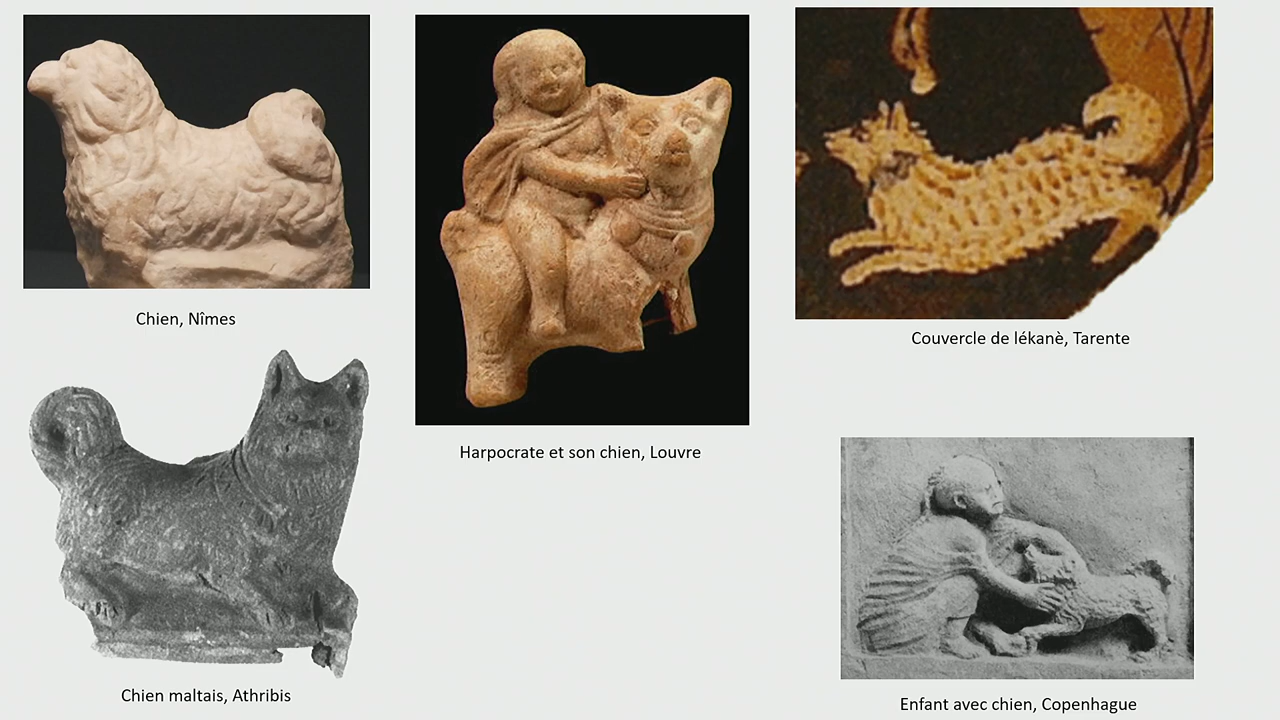 Chien, Nîmes
Harpocrate et son chien, Louvre
Couvercle de lékanè, Tarente
Chien maltais, Athribis
Enfant avec chien, Copenhague